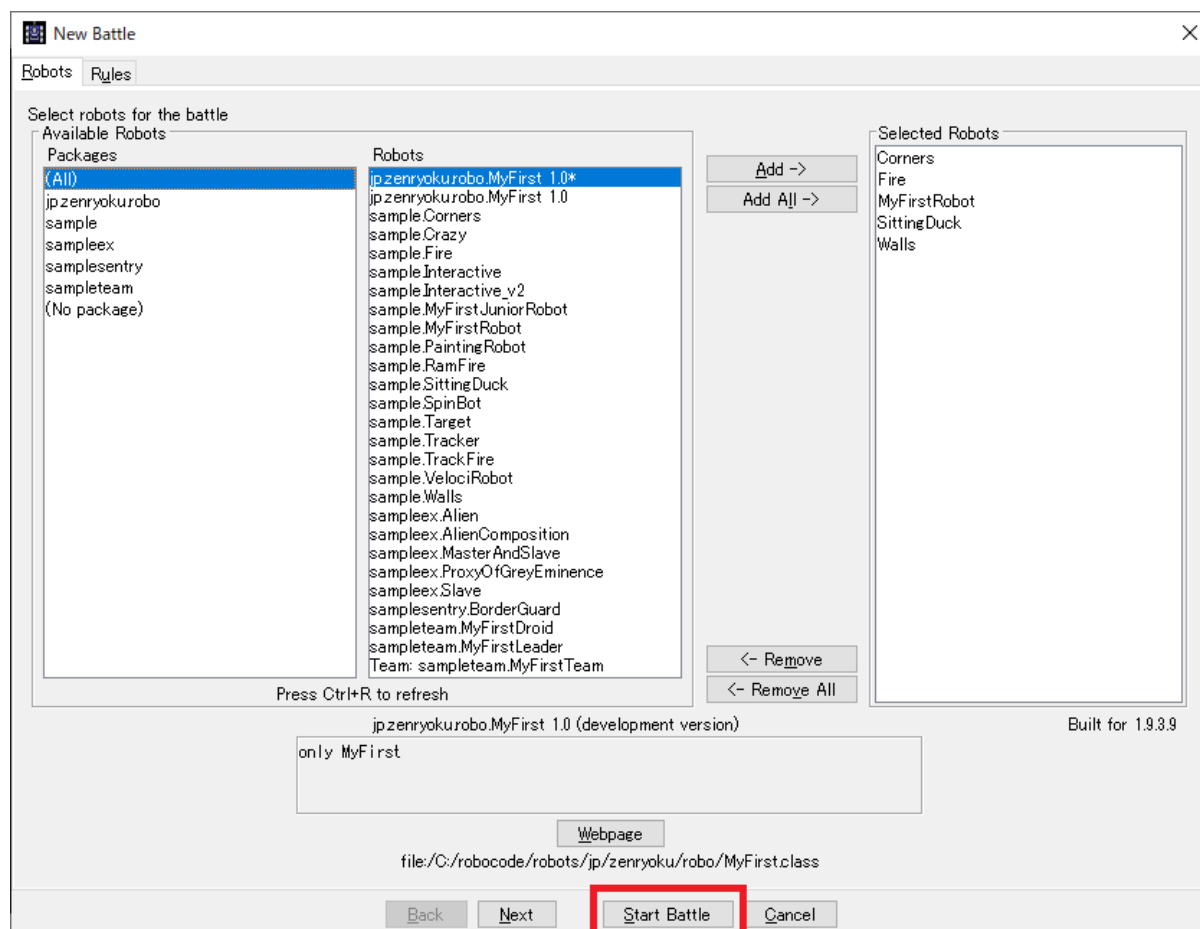 New Battle
Robots Rules
Select robots for the battle
Available Robots
Packages
(All)
jp.zenryoku.robo
sample
sampleex
samplesentry
sampleteam
(No package)
Robots
jp.zenryoku.robo.MyFirst 1.0*
jp.zenryoku.robo.MyFirst 1.0
sample.Corners
sample.Crazy
sample.Fire
sample.Interactive
sample.Interactive_v2
sample.MyFirstJuniorRobot
sample.MyFirstRobot
sample.PaintingRobot
sample.RamFire
sample.SittingDuck
sample.SpinBot
sample.Target
sample.Tracker
sample.TrackFire
sample.VelociRobot
sample.Walls
sampleex.Alien
sampleex.AlienComposition
sampleex.MasterAndSlave
sampleex.ProxyOfGreyEminence
sampleex.Slave
samplesentry.BorderGuard
sampleteam.MyFirstDroid
sampleteam.MyFirstLeader
Team: sampleteam.MyFirstTeam
Press Ctrl+R to refresh
Add ->
Add All ->
<- Remove
<- Remove All
Selected Robots
Corners
Fire
MyFirstRobot
SittingDuck
Walls
jp.zenryoku.robo.MyFirst 1.0 (development version)
Built for 1.9.3.9
only MyFirst
Webpage
file:/C:/robocode/robots/jp/zenryoku/robo/MyFirst.class
Back Next Start Battle Cancel